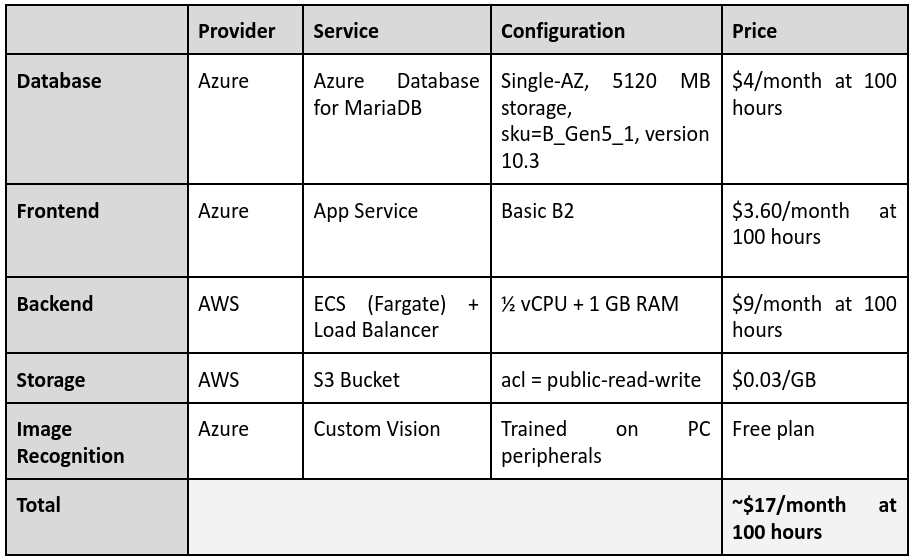 Provider Service Configuration Price
Database Azure Azure Database Single-AZ, 5120 MB $4/month at 100
for MariaDB storage, hours
sku=B_Gen5_1, version
10.3
Frontend Azure App Service Basic B2 $3.60/month at
100 hours
Backend AWS ECS (Fargate) + ½ vCPU + 1 GB RAM $9/month at 100
Load Balancer hours
Storage AWS S3 Bucket acl = public-read-write $0.03/GB
Image Azure Custom Vision Trained on PC Free plan
Recognition peripherals
Total ~$17/month at
100 hours